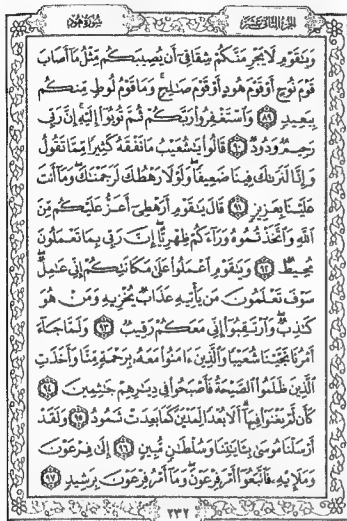 الجزء الثاني عشر
سورة هود
وَيَٰقَوْمِ لَا يَجْرِمَنَّكُمْ شِقَاقِىٓ أَن يُصِيبَكُم مِّثْلُ مَآ أَصَابَ
قَوْمَ نُوحٍ أَوْ قَوْمَ هُودٍ أَوْ قَوْمَ صَٰلِحٍ وَمَا قَوْمُ لُوطٍ مِّنكُم
بِبَعِيدٍ ٨٩ وَٱسْتَغْفِرُوا۟ رَبَّكُمْ ثُمَّ تُوبُوٓا۟ إِلَيْهِ إِنَّ رَبِّى
رَحِيمٌ وَدُودٌ ٩٠ قَالُوا۟ يَٰشُعَيْبُ مَا نَفْقَهُ كَثِيرًا مِّمَّا تَقُولُ
وَإِنَّا لَنَرَىٰكَ فِينَا ضَعِيفًا وَلَوْلَا رَهْطُكَ لَرَجَمْنَٰكَ وَمَآ أَنتَ
عَلَيْنَا بِعَزِيزٍ ٩١ قَالَ يَٰقَوْمِ أَرَهْطِىٓ أَعَزُّ عَلَيْكُم مِّنَ
ٱللَّهِ وَٱتَّخَذْتُمُوهُ وَرَآءَكُمْ ظِهْرِيًّا إِنَّ رَبِّى بِمَا تَعْمَلُونَ
مُحِيطٌ ٩٢ وَيَٰقَوْمِ ٱعْمَلُوا۟ عَلَىٰ مَكَانَتِكُمْ إِنِّى عَٰمِلٌ
سَوْفَ تَعْلَمُونَ مَن يَأْتِيهِ عَذَابٌ يُخْزِيهِ وَمَنْ هُوَ
كَٰذِبٌ وَٱرْتَقِبُوٓا۟ إِنِّى مَعَكُمْ رَقِيبٌ ٩٣ وَلَمَّا جَآءَ
أَمْرُنَا نَجَّيْنَا شُعَيْبًا وَٱلَّذِينَ ءَامَنُوا۟ مَعَهُۥ بِرَحْمَةٍ مِّنَّا وَأَخَذَتِ
ٱلَّذِينَ ظَلَمُوا۟ ٱلصَّيْحَةُ فَأَصْبَحُوا۟ فِى دِيَٰرِهِمْ جَٰثِمِينَ ٩٤
كَأَن لَّمْ يَغْنَوْا۟ فِيهَآ أَلَا بُعْدًا لِّمَدْيَنَ كَمَا بَعِدَتْ ثَمُودُ ٩٥ وَلَقَدْ
أَرْسَلْنَا مُوسَىٰ بِـَٔايَٰتِنَا وَسُلْطَٰنٍ مُّبِينٍ ٩٦ إِلَىٰ فِرْعَوْنَ
وَمَلَإِي۟هِۦ فَٱتَّبَعُوٓا۟ أَمْرَ فِرْعَوْنَ وَمَآ أَمْرُ فِرْعَوْنَ بِرَشِيدٍ ٩٧
٢٣٢